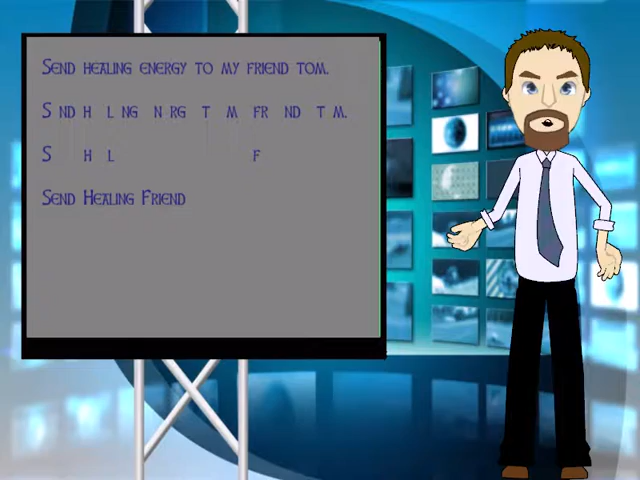 Send healing energy to my friend tom.
S nd h l ng n rg t m fr nd t m.
S h l F
Send Healing Friend